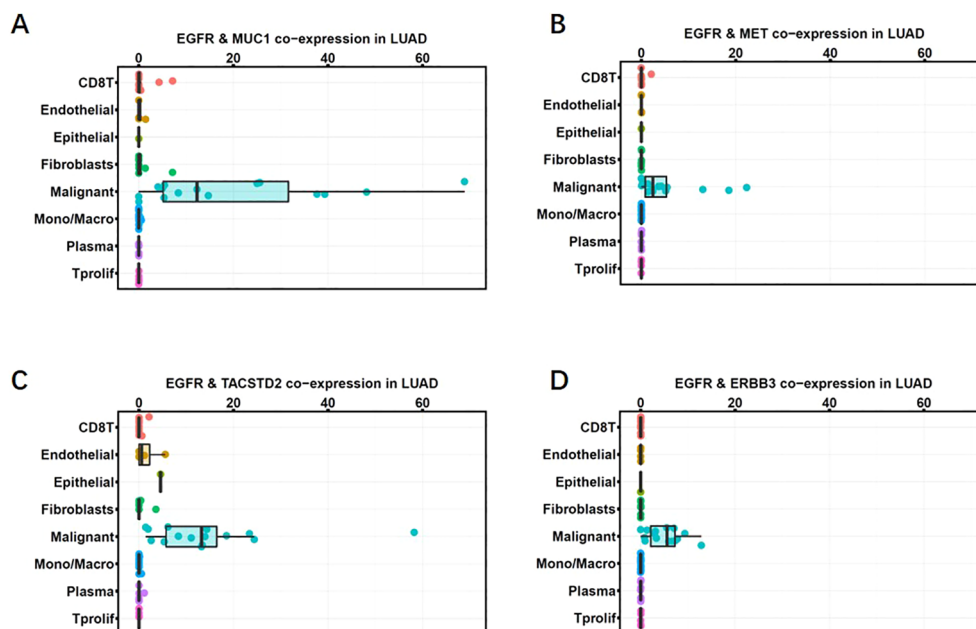 A
EGFR & MUC1 co-expression in LUAD
0 20 40 60
CD8T
Endothelial
Epithelial
Fibroblasts
Malignant
Mono/Macro
Plasma
Tprolif
B
EGFR & MET co-expression in LUAD
0 20 40 60
CD8T
Endothelial
Epithelial
Fibroblasts
Malignant
Mono/Macro
Plasma
Tprolif
C
EGFR & TACSTD2 co-expression in LUAD
0 20 40 60
CD8T
Endothelial
Epithelial
Fibroblasts
Malignant
Mono/Macro
Plasma
Tprolif
D
EGFR & ERBB3 co-expression in LUAD
0 20 40 60
CD8T
Endothelial
Epithelial
Fibroblasts
Malignant
Mono/Macro
Plasma
Tprolif